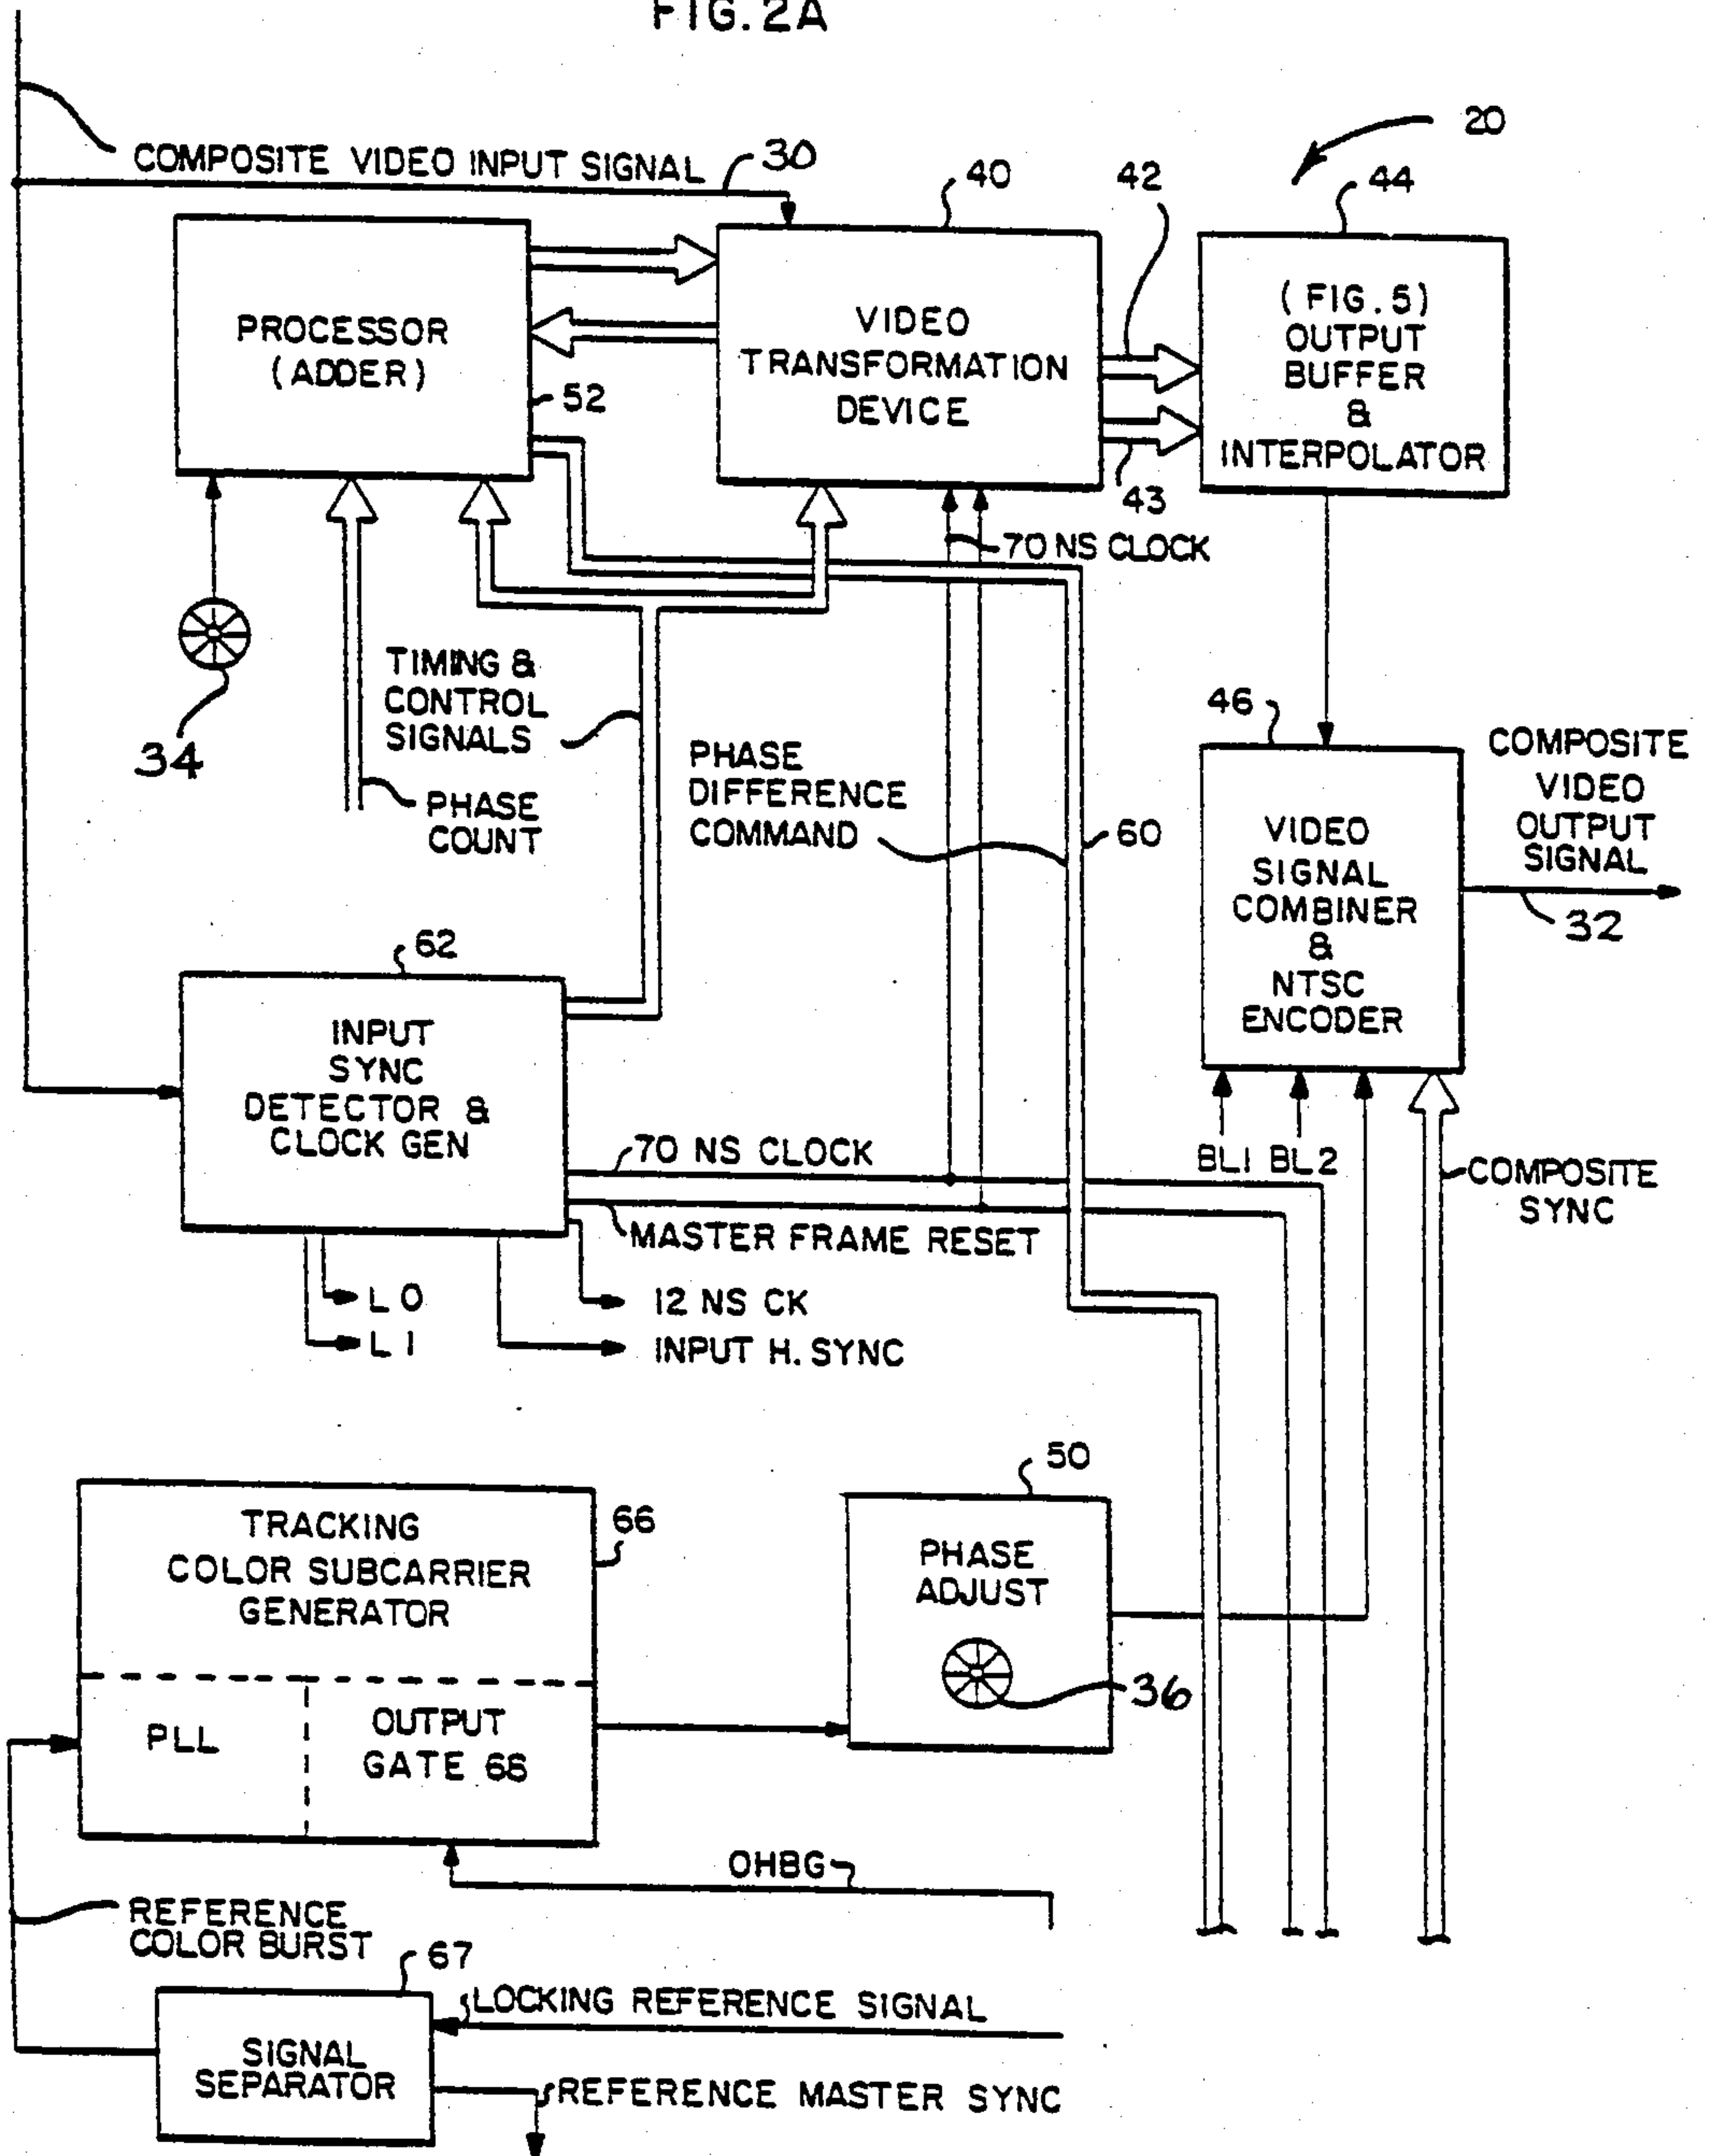 FIG. 2A
COMPOSITE VIDEO INPUT SIGNAL
30
40
42
20
44
PROCESSOR
(ADDER)
52
VIDEO
TRANSFORMATION
DEVICE
43
(FIG. 5)
OUTPUT
BUFFER
&
INTERPOLATOR
70 NS CLOCK
34
TIMING &
CONTROL
SIGNALS
PHASE
COUNT
PHASE
DIFFERENCE
COMMAND
60
46
VIDEO
SIGNAL
COMBINER
&
NTSC
ENCODER
COMPOSITE
VIDEO
OUTPUT
SIGNAL
32
62
INPUT
SYNC
DETECTOR &
CLOCK GEN
70 NS CLOCK
MASTER FRAME RESET
BL1 BL2
COMPOSITE
SYNC
L 0
L 1
12 NS CK
INPUT H. SYNC
TRACKING
COLOR SUBCARRIER
GENERATOR
66
PLL
OUTPUT
GATE 68
50
PHASE
ADJUST
36
OHBG
REFERENCE
COLOR BURST
67
LOCKING REFERENCE SIGNAL
SIGNAL
SEPARATOR
REFERENCE MASTER SYNC